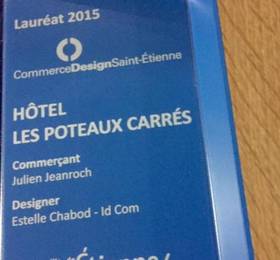 Lauréat 2015
CommerceDesignSaint-Étienne
HÔTEL
LES POTEAUX CARRÉS
Commerçant
Julien Jeanroch
Designer
Estelle Chabod - Id Com